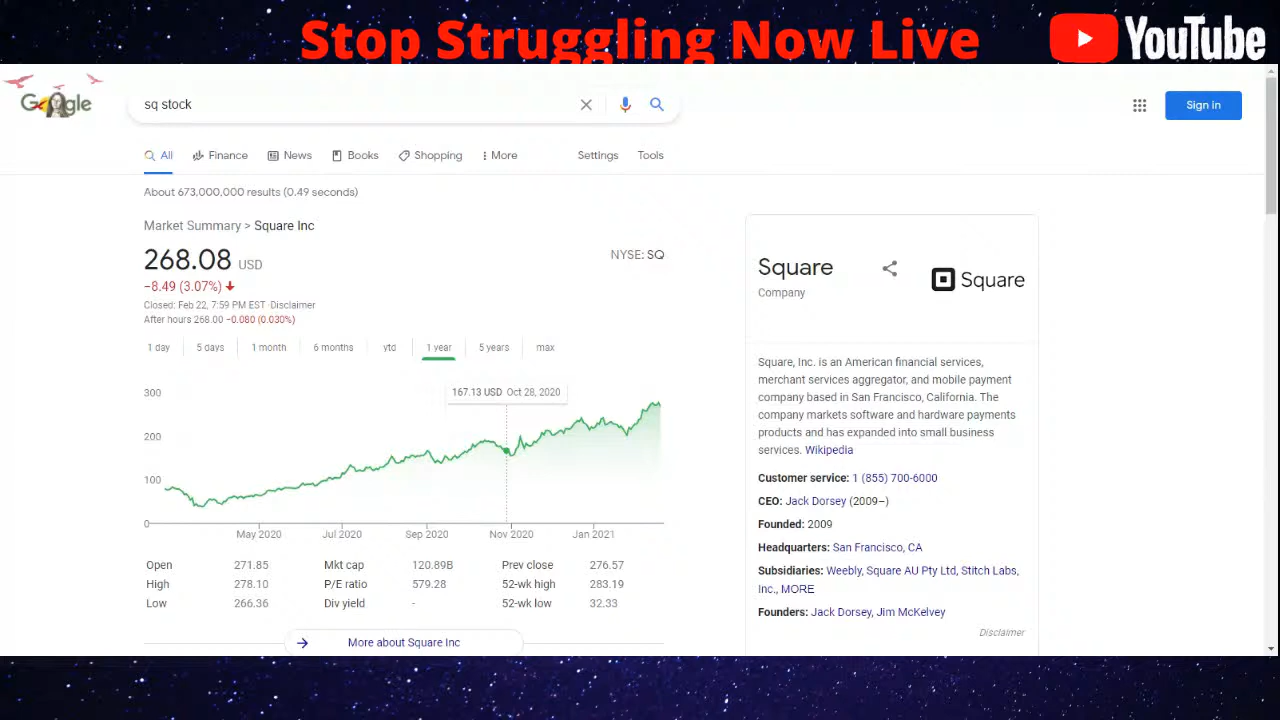 Stop Struggling Now Live
YouTube
Google
sq stock
Sign in
All Finance News Books Shopping More Settings Tools
About 673,000,000 results (0.49 seconds)
Market Summary > Square Inc
268.08 USD
NYSE: SQ
−8.49 (3.07%)
Closed: Feb 22, 7:59 PM EST ·Disclaimer
After hours 268.00 −0.080 (0.030%)
1 day 5 days 1 month 6 months ytd 1 year 5 years max
167.13 USD Oct 28, 2020
300
200
100
0
May 2020 Jul 2020 Sep 2020 Nov 2020 Jan 2021
Open 271.85 Mkt cap 120.89B Prev close 276.57
High 278.10 P/E ratio 579.28 52-wk high 283.19
Low 266.36 Div yield - 52-wk low 32.33
More about Square Inc
Square
Company
Square
Square, Inc. is an American financial services,
merchant services aggregator, and mobile payment
company based in San Francisco, California. The
company markets software and hardware payments
products and has expanded into small business
services. Wikipedia
Customer service: 1 (855) 700-6000
CEO: Jack Dorsey (2009–)
Founded: 2009
Headquarters: San Francisco, CA
Subsidiaries: Weebly, Square AU Pty Ltd, Stitch Labs,
Inc., MORE
Founders: Jack Dorsey, Jim McKelvey
Disclaimer